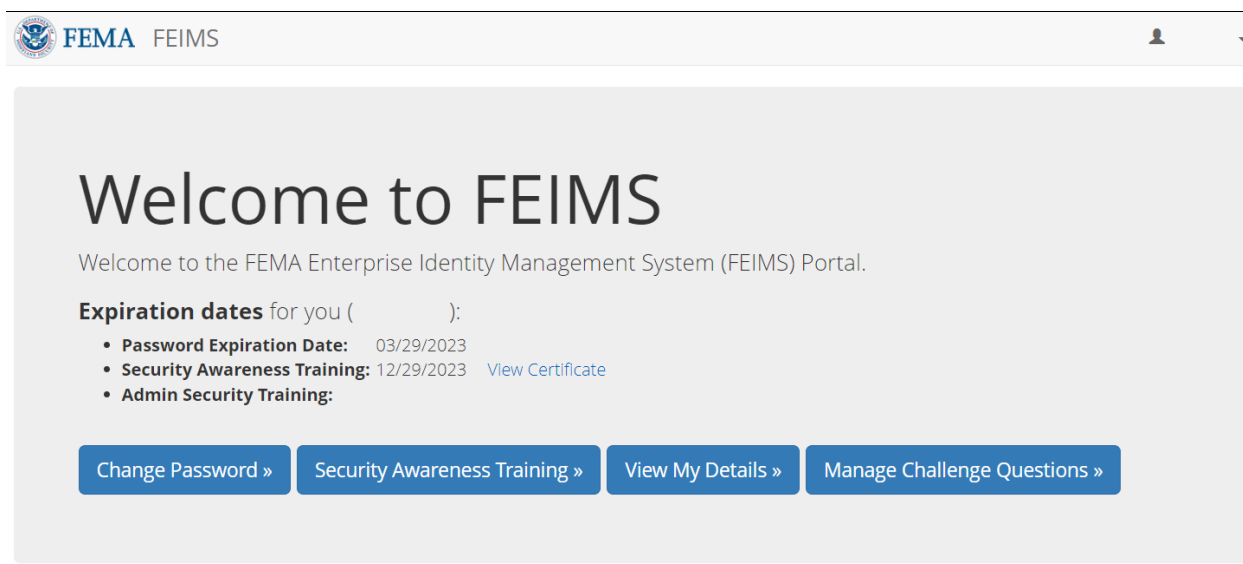 FEMA FEIMS
Welcome to FEIMS
Welcome to the FEMA Enterprise Identity Management System (FEIMS) Portal.
Expiration dates for you ( ):
• Password Expiration Date: 03/29/2023
• Security Awareness Training: 12/29/2023 View Certificate
• Admin Security Training:
Change Password » Security Awareness Training » View My Details » Manage Challenge Questions »